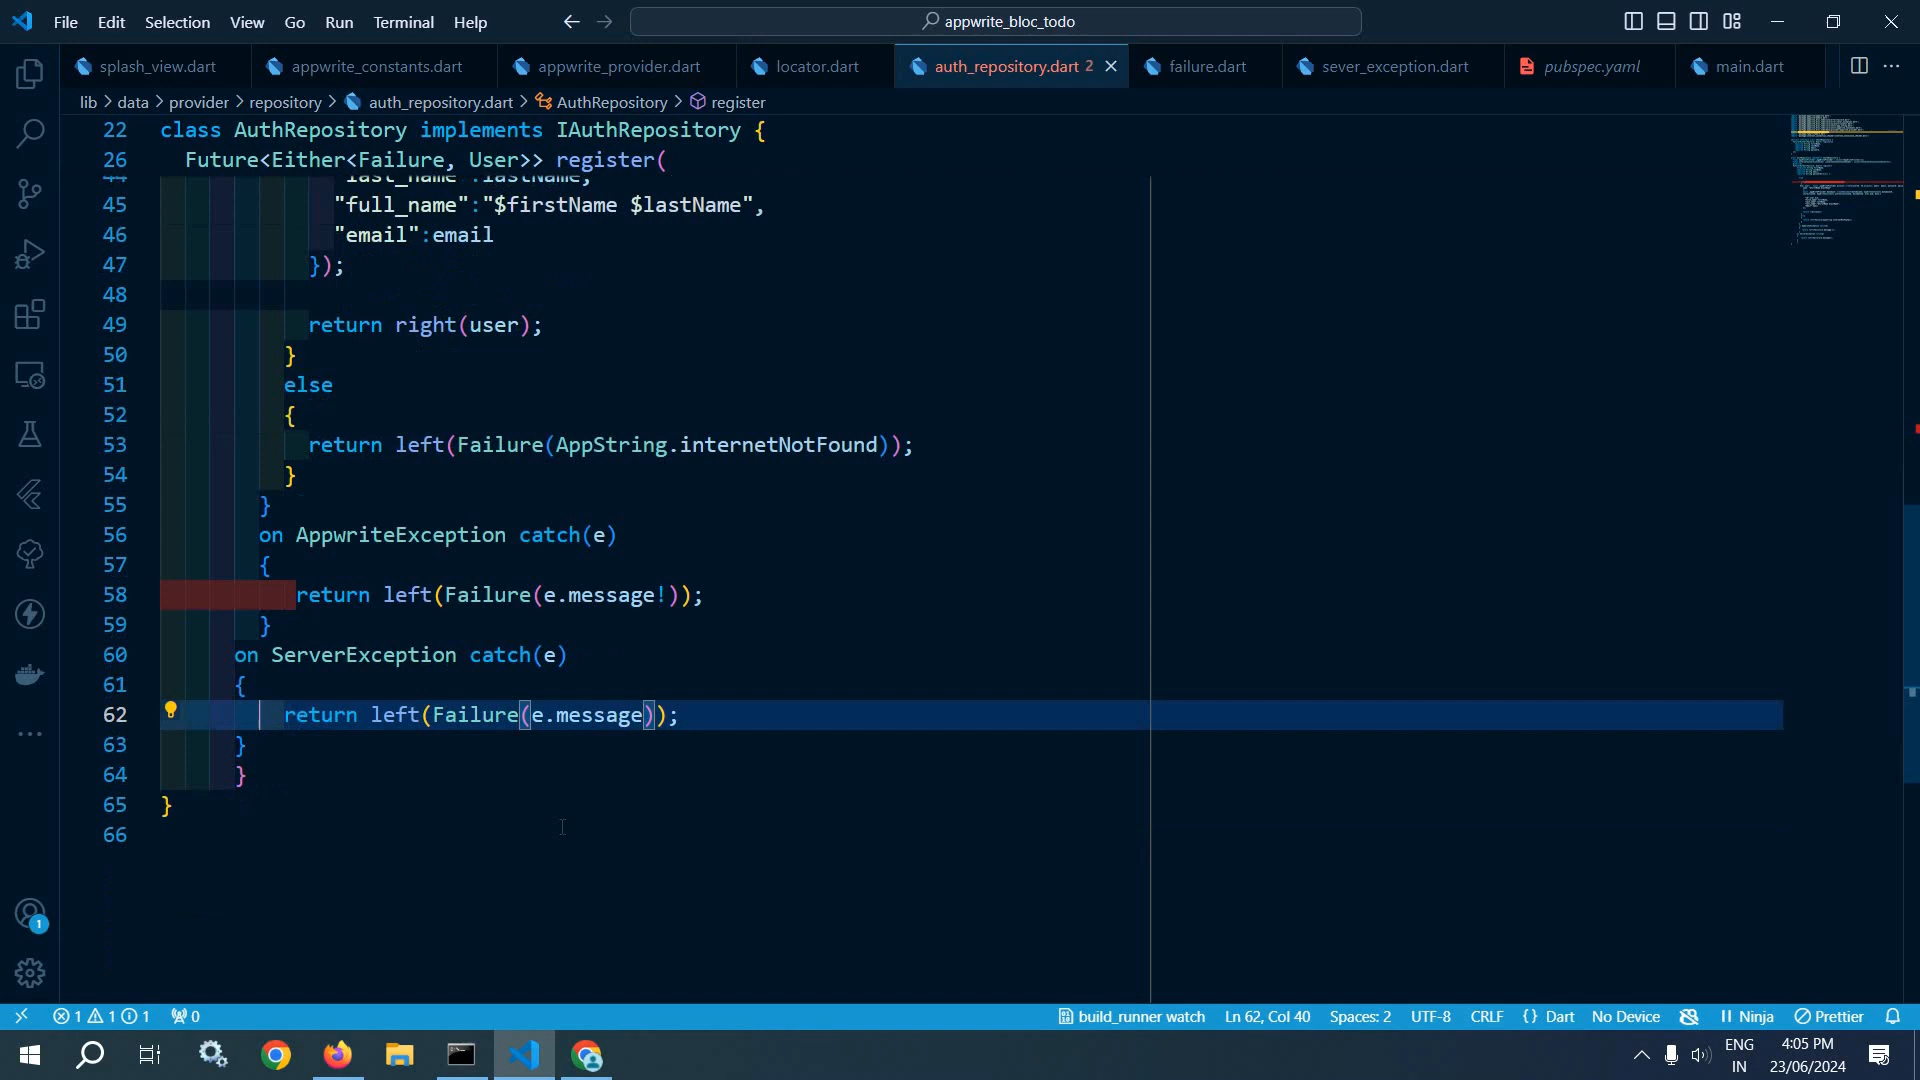 File Edit Selection View Go Run Terminal Help appwrite_bloc_todo
splash_view.dart appwrite_constants.dart appwrite_provider.dart locator.dart auth_repository.dart 2 failure.dart sever_exception.dart pubspec.yaml main.dart
lib > data > provider > repository > auth_repository.dart > AuthRepository > register
22 class AuthRepository implements IAuthRepository {
26 Future<Either<Failure, User>> register(
44 "last_name":lastName,
45 "full_name":"$firstName $lastName",
46 "email":email
47 });
48
49 return right(user);
50 }
51 else
52 {
53 return left(Failure(AppString.internetNotFound));
54 }
55 }
56 on AppwriteException catch(e)
57 {
58 return left(Failure(e.message!));
59 }
60 on ServerException catch(e)
61 {
62 return left(Failure(e.message));
63 }
64 }
65 }
66
1
1 1 1 0 build_runner watch Ln 62, Col 40 Spaces: 2 UTF-8 CRLF {} Dart No Device Ninja Prettier
ENG 4:05 PM
IN 23/06/2024